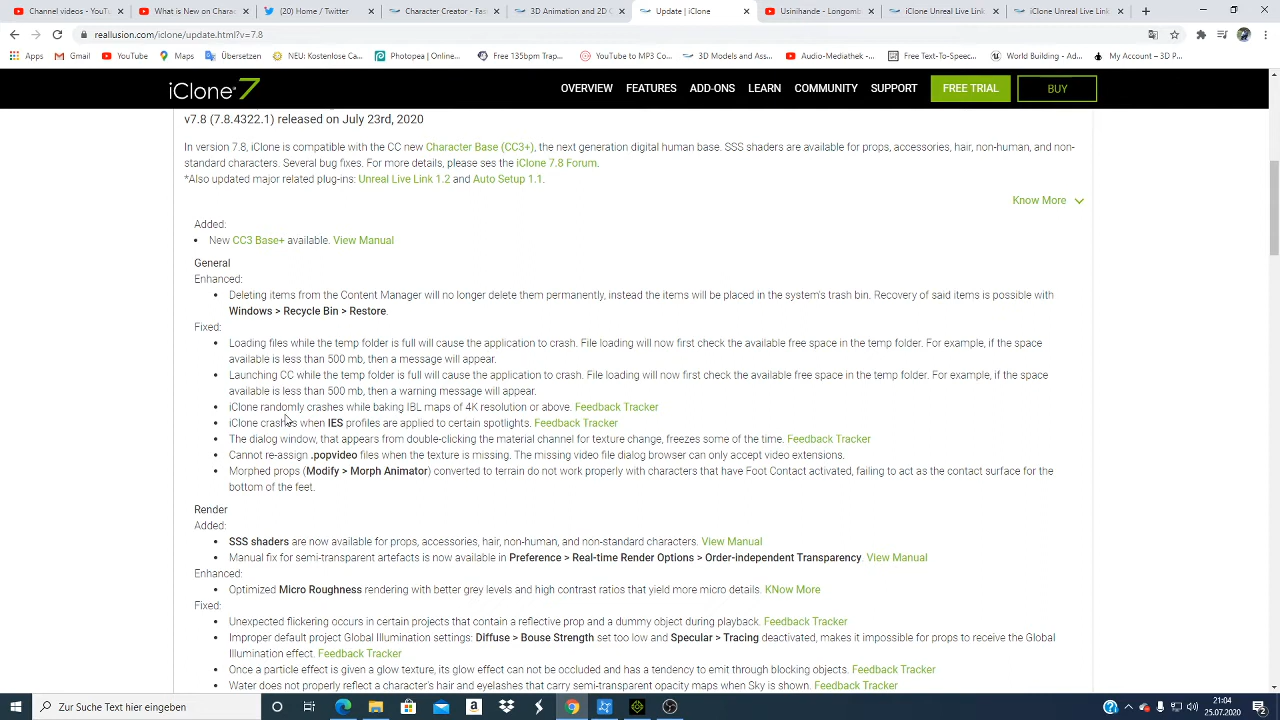 Channel videos - YouT
What is new in Charac
(20) Home / Twitter
Character Creator - Fas
3D Animation and 2D C
Update | iClone
Usinihande - Longomb
iClone Unreal Live Link
iClone Unreal Live Link
reallusion.com/iclone/update.html?v=7.8
Apps
Gmail
YouTube
Maps
Übersetzen
NEU: Kostenlose Ca...
Photopea | Online...
Free 135bpm Trap...
YouTube to MP3 Co...
3D Models and Ass...
Audio-Mediathek -...
Free Text-To-Speec...
World Building - Ad...
My Account – 3D P...
iClone 7
OVERVIEW FEATURES ADD-ONS LEARN COMMUNITY SUPPORT FREE TRIAL BUY
v7.8 (7.8.4322.1) released on July 23rd, 2020
In version 7.8, iClone is compatible with the CC new Character Base (CC3+), the next generation digital human base. SSS shaders are available for props, accessories, hair, non-human, and non-
standard characters. Several bug fixes. For more details, please ses the iClone 7.8 Forum.
*Also updated major related plug-ins: Unreal Live Link 1.2 and Auto Setup 1.1.
Know More
Added:
New CC3 Base+ available. View Manual
General
Enhanced:
Deleting items from the Content Manager will no longer delete them permanently, instead the items will be placed in the system's trash bin. Recovery of said items is possible with
Windows > Recycle Bin > Restore.
Fixed:
Loading files while the temp folder is full will cause the application to crash. File loading will now first check the available free space in the temp folder. For example, if the space
available is less than 500 mb, then a message will appear.
Launching CC while the temp folder is full will cause the application to crash. File loading will now first check the available free space in the temp folder. For example, if the space
available is less than 500 mb, then a warning message will appear.
iClone randomly crashes while baking IBL maps of 4K resolution or above. Feedback Tracker
iClone crashes when IES profiles are applied to certain spotlights. Feedback Tracker
The dialog window, that appears from double-clicking the material channel for texture change, freezes some of the time. Feedback Tracker
Cannot re-assign .popvideo files when the texture is missing. The missing video file dialog browser can only accept video extensions.
Morphed props (Modify > Morph Animator) converted to terrain do not work properly with characters that have Foot Contact activated, failing to act as the contact surface for the
bottom of the feet.
Render
Added:
SSS shaders are now available for props, accessories, hair, non-human, and non-standard characters. View Manual
Manual fix for semi-transparent artefacts is now available in Preference > Real-time Render Options > Order-independent Transparency. View Manual
Enhanced:
Optimized Micro Roughness rendering with better grey levels and high contrast ratios that yield more micro details. KNow More
Fixed:
Unexpected flickering occurs in certain projects that contain a reflective prop and a dummy object during playback. Feedback Tracker
Improper default project Global Illumination settings: Diffuse > Bouse Strength set too low and Specular > Tracing deactivated, makes it impossible for props to receive the Global
Illumination effect. Feedback Tracker
Once a particle effect is given a glow texture, its glow effect can not be occluded and has a tendency to emit through blocking objects. Feedback Tracker
Water does not properly reflect a character's hair and eyelashes that carry semi-transparent opacity maps when Sky is shown. Feedback Tracker
Zur Suche Text hier eingeben
21:04
25.07.2020